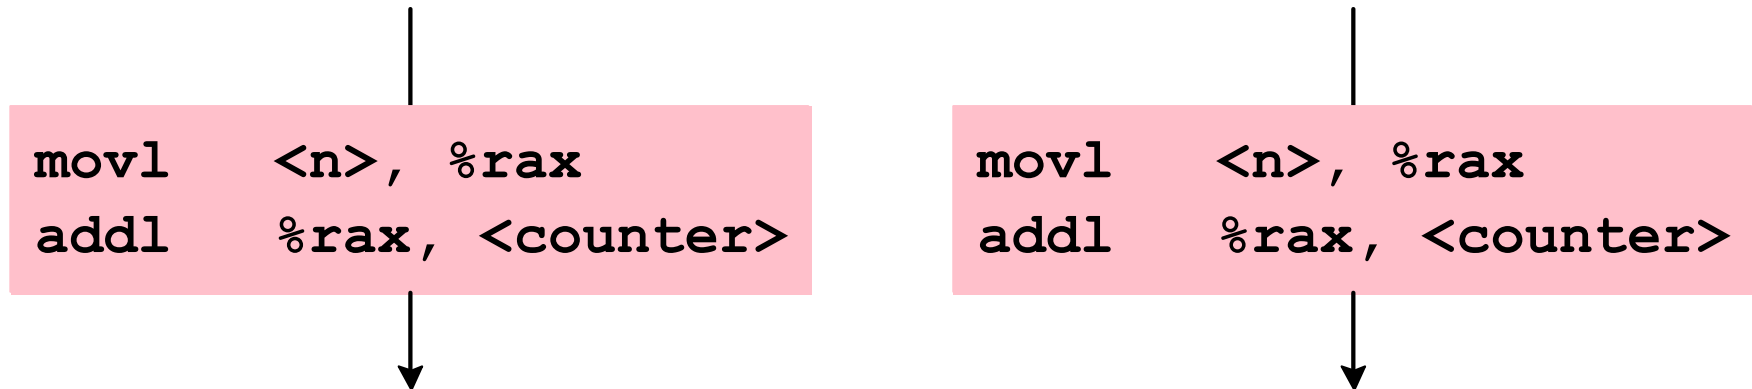 movl <n>, %rax
addl %rax, <counter>
movl <n>, %rax
addl %rax, <counter>